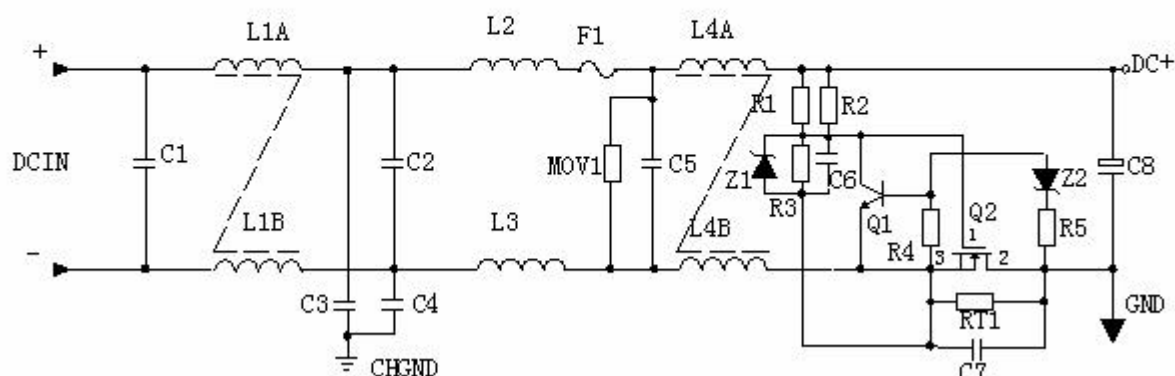 L1A
L2
F1
L4A
+
DC+
R1
R2
DCIN
C1
C2
MOV1
C5
Z1
C6
Z2
C8
R3
Q1
Q2
L1B
L3
L4B
R4
1
R5
-
3
2
C3
C4
RT1
GND
CHGND
C7